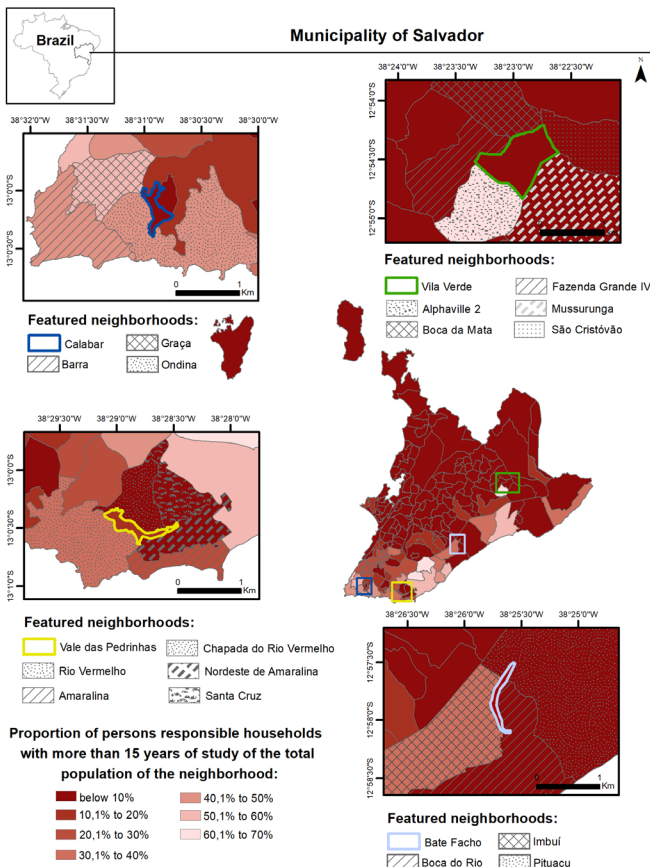 Brazil
Municipality of Salvador
N
38°32'0"W 38°31'0"W 38°30'30"W 38°30'0"W
13°0'0"S
13°0'30"S
0 1
Km
Featured neighborhoods:
Calabar
Graça
Barra
Ondina
38°24'0"W 38°23'30"W 38°23'0"W 38°22'30"W
12°54'0"S
12°54'30"S
12°55'0"S
Featured neighborhoods:
Vila Verde
Fazenda Grande IV
Alphaville 2
Mussurunga
Boca da Mata
São Cristóvão
38°29'30"W 38°29'0"W 38°28'30"W 38°28'0"W
13°0'0"S
13°0'30"S
13°1'0"S
0 1
Km
Featured neighborhoods:
Vale das Pedrinhas
Chapada do Rio Vermelho
Rio Vermelho
Nordeste de Amaralina
Amaralina
Santa Cruz
Proportion of persons responsible households
with more than 15 years of study of the total
population of the neighborhood:
below 10%
40,1% to 50%
10,1% to 20%
50,1% to 60%
20,1% to 30%
60,1% to 70%
30,1% to 40%
38°26'30"W 38°26'0"W 38°25'30"W 38°25'0"W
12°57'30"S
12°58'0"S
12°58'30"S
0 1
Km
Featured neighborhoods:
Bate Facho
Imbuí
Boca do Rio
Pituaçu